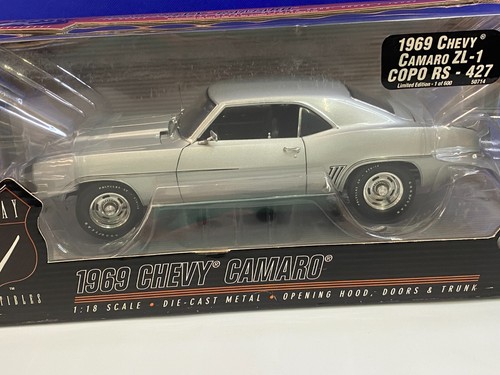 1969 CHEVY®
CAMARO ZL-1
COPO RS - 427
Limited Edition - 1 of 600 50714
1969 CHEVY® CAMARO®
1:18 SCALE • DIE-CAST METAL • OPENING HOOD, DOORS & TRUNK